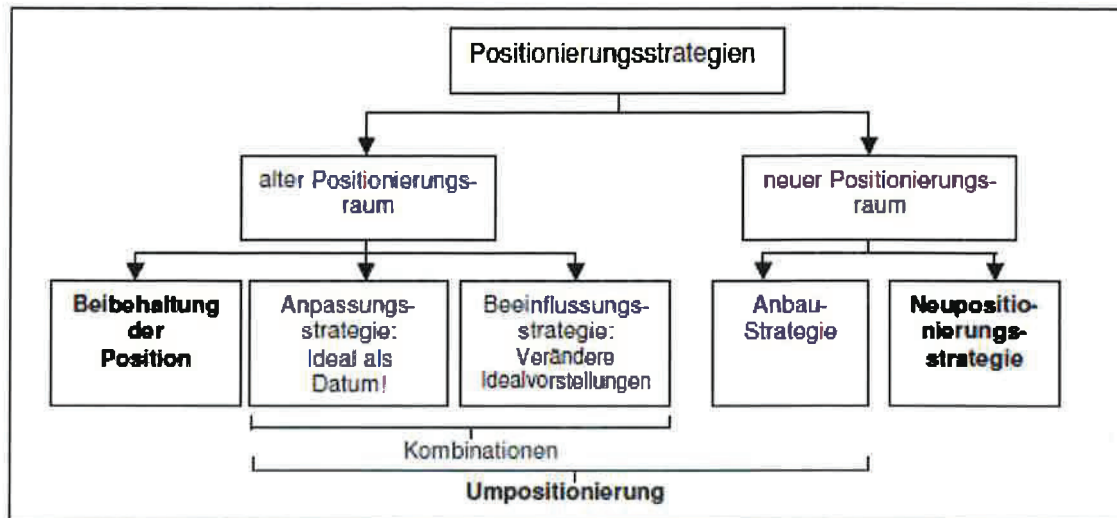 Positionierungsstrategien
alter Positionierungs-
raum
neuer Positionierungs-
raum
Beibehaltung
der
Position
Anpassungs-
strategie:
Ideal als
Datum!
Beeinflussungs-
strategie:
Verändere
Idealvorstellungen
Anbau-
Strategie
Neupositio-
nierungs-
strategie
Kombinationen
Umpositionierung